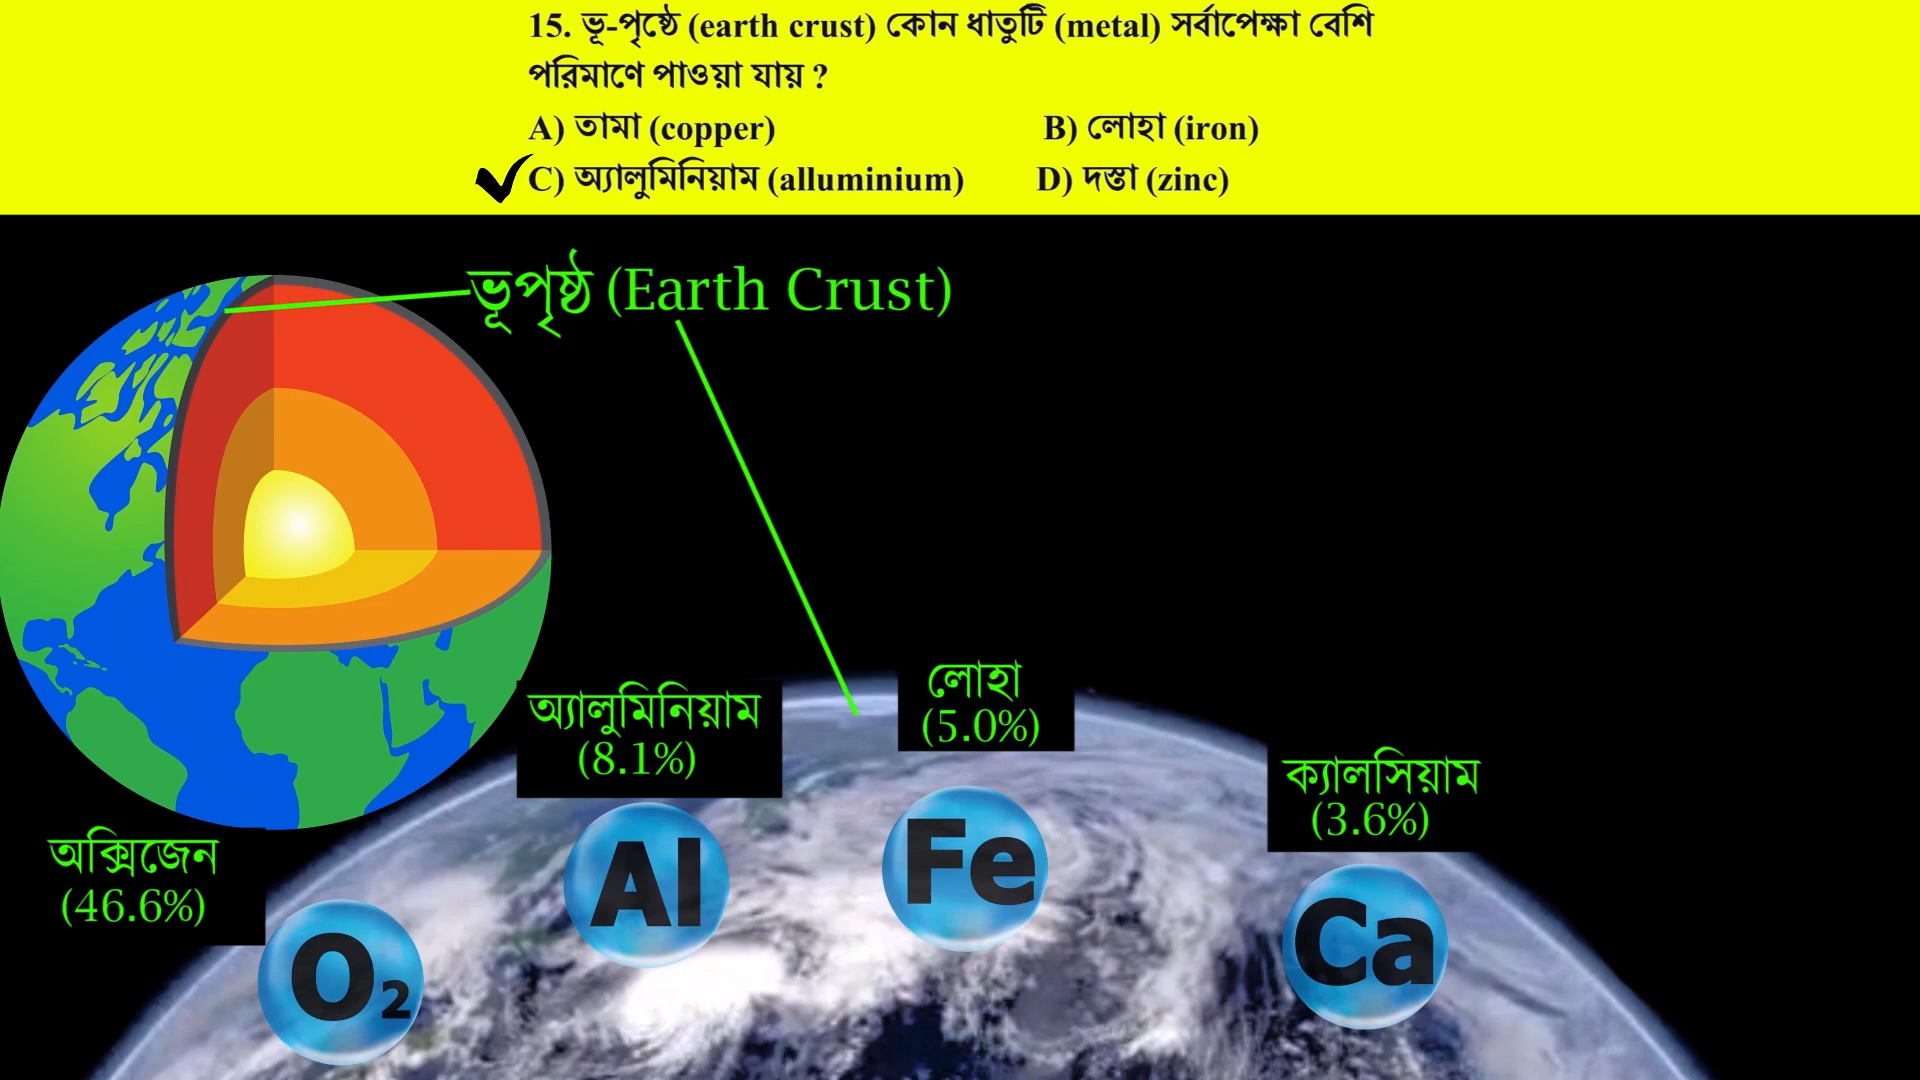 15. ভূ-পৃষ্ঠে (earth crust) কোন ধাতুটি (metal) সর্বাপেক্ষা বেশি
পরিমাণে পাওয়া যায় ?
A) তামা (copper) B) লোহা (iron)
C) অ্যালুমিনিয়াম (alluminium) D) দস্তা (zinc)
ভূপৃষ্ঠ (Earth Crust)
লোহা
(5.0%)
অ্যালুমিনিয়াম
(8.1%)
ক্যালসিয়াম
(3.6%)
অক্সিজেন
(46.6%)
Al
Fe
Ca
O₂